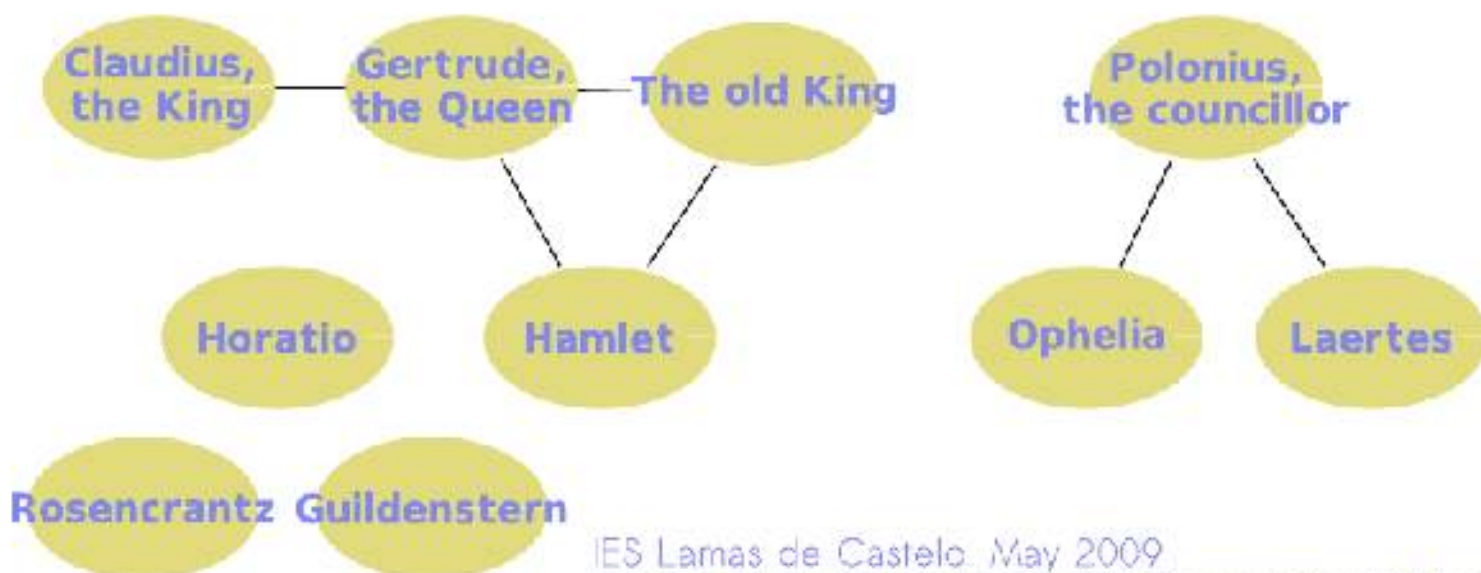 Claudius,
the King
Gertrude,
the Queen
The old King
Polonius,
the councillor
Horatio
Hamlet
Ophelia
Laertes
Rosencrantz
Guildenstern
IES Lamas de Castelo. May 2009